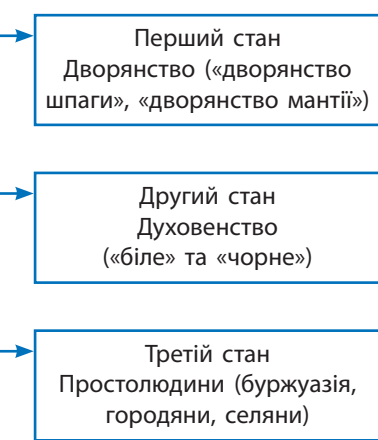 Перший стан
Дворянство («дворянство
шпаги», «дворянство мантії»)
Другий стан
Духовенство
(«біле» та «чорне»)
Третій стан
Простолюдини (буржуазія,
городяни, селяни)